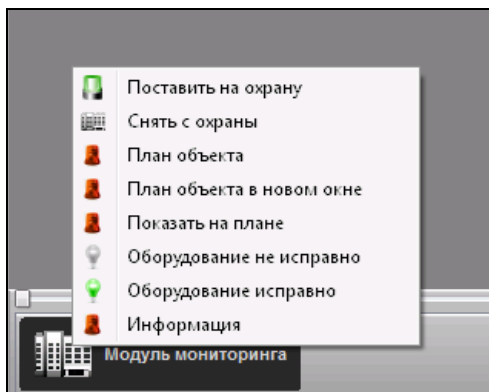 Поставить на охрану
Снять с охраны
План объекта
План объекта в новом окне
Показать на плане
Оборудование не исправно
Оборудование исправно
Информация
Модуль мониторинга